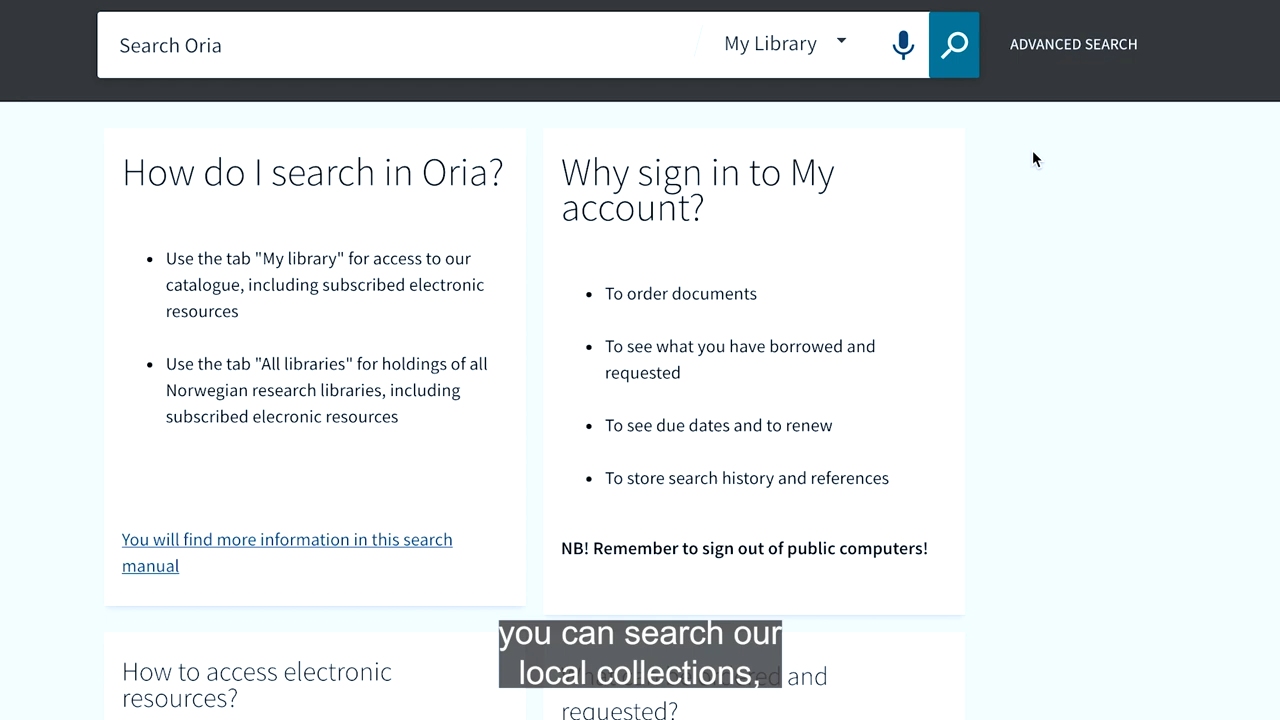 Search Oria
My Library
ADVANCED SEARCH
How do I search in Oria?
Use the tab "My library" for access to our
catalogue, including subscribed electronic
resources
Use the tab "All libraries" for holdings of all
Norwegian research libraries, including
subscribed elecronic resources
You will find more information in this search
manual
Why sign in to My
account?
To order documents
To see what you have borrowed and
requested
To see due dates and to renew
To store search history and references
NB! Remember to sign out of public computers!
How to access electronic
resources?
and
requested?
you can search our
local collections,